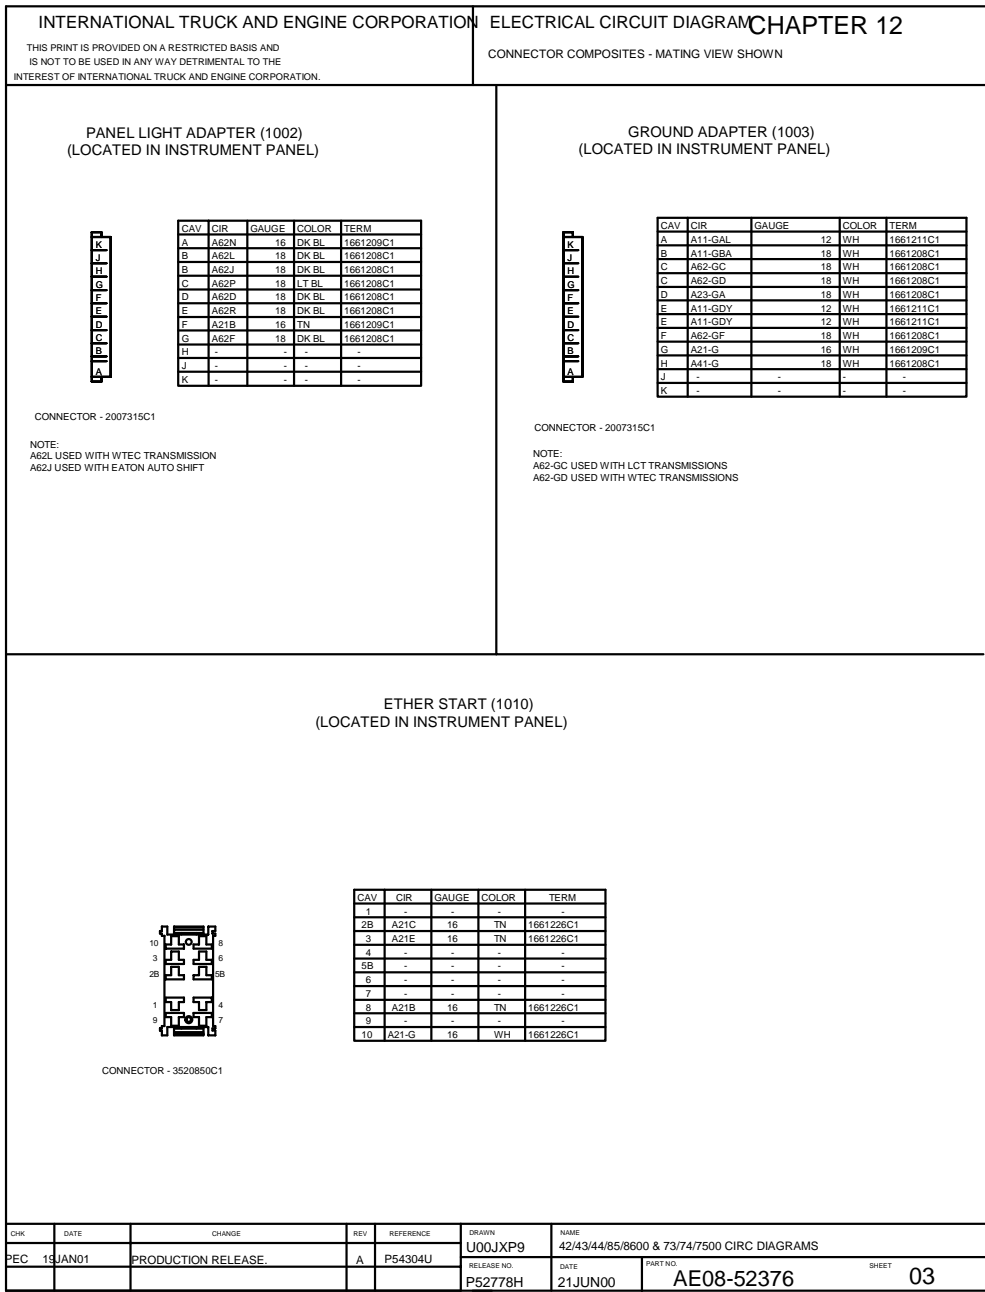 INTERNATIONAL TRUCK AND ENGINE CORPORATION
THIS PRINT IS PROVIDED ON A RESTRICTED BASIS AND
IS NOT TO BE USED IN ANY WAY DETRIMENTAL TO THE
INTEREST OF INTERNATIONAL TRUCK AND ENGINE CORPORATION.
ELECTRICAL CIRCUIT DIAGRAM CHAPTER 12
CONNECTOR COMPOSITES - MATING VIEW SHOWN
PANEL LIGHT ADAPTER (1002)
(LOCATED IN INSTRUMENT PANEL)
K
J
H
G
F
E
D
C
B
A
CAV CIR GAUGE COLOR TERM
A A62N 16 DK BL 1661209C1
B A62L 18 DK BL 1661208C1
B A62J 18 DK BL 1661208C1
C A62P 18 LT BL 1661208C1
D A62D 18 DK BL 1661208C1
E A62R 18 DK BL 1661208C1
F A21B 16 TN 1661209C1
G A62F 18 DK BL 1661208C1
H - - - -
J - - - -
K - - - -
CONNECTOR - 2007315C1
NOTE:
A62L USED WITH WTEC TRANSMISSION
A62J USED WITH EATON AUTO SHIFT
GROUND ADAPTER (1003)
(LOCATED IN INSTRUMENT PANEL)
K
J
H
G
F
E
D
C
B
A
CAV CIR GAUGE COLOR TERM
A A11-GAL 12 WH 1661211C1
B A11-GBA 18 WH 1661208C1
C A62-GC 18 WH 1661208C1
C A62-GD 18 WH 1661208C1
D A23-GA 18 WH 1661208C1
E A11-GDY 12 WH 1661211C1
E A11-GDY 12 WH 1661211C1
F A62-GF 18 WH 1661208C1
G A21-G 16 WH 1661209C1
H A41-G 18 WH 1661208C1
J - - - -
K - - - -
CONNECTOR - 2007315C1
NOTE:
A62-GC USED WITH LCT TRANSMISSIONS
A62-GD USED WITH WTEC TRANSMISSIONS
ETHER START (1010)
(LOCATED IN INSTRUMENT PANEL)
10 8
3 6
2B 5B
1 4
9 7
CAV CIR GAUGE COLOR TERM
1 - - - -
2B A21C 16 TN 1661226C1
3 A21E 16 TN 1661226C1
4 - - - -
5B - - - -
6 - - - -
7 - - - -
8 A21B 16 TN 1661226C1
9 - - - -
10 A21-G 16 WH 1661226C1
CONNECTOR - 3520850C1
CHK DATE CHANGE REV REFERENCE
PEC 19JAN01 PRODUCTION RELEASE. A P54304U
DRAWN
U00JXP9
NAME
42/43/44/85/8600 & 73/74/7500 CIRC DIAGRAMS
RELEASE NO.
P52778H
DATE
21JUN00
PART NO.
AE08-52376
SHEET 03